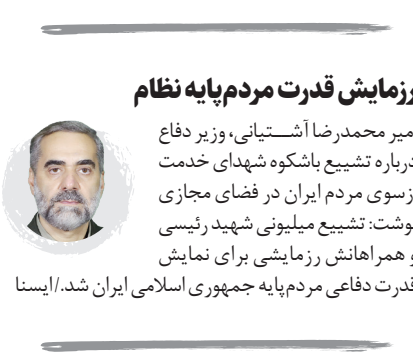 رزمایش قدرت مردم‌پایه نظام
امیر محمدرضا آشتیانی، وزیر دفاع
درباره تشییع باشکوه شهدای خدمت
ازسوی مردم ایران در فضای مجازی
نوشت: تشییع میلیونی شهید رئیسی
و همراهانش رزمایشی برای نمایش
قدرت دفاعی مردم‌پایه جمهوری اسلامی ایران شد./ایسنا